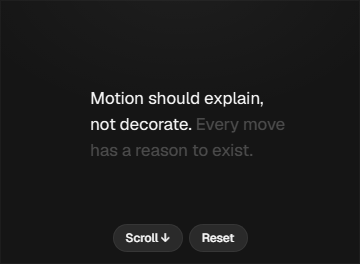 Motion should explain,
not decorate. Every move
has a reason to exist.
Scroll ↓ Reset